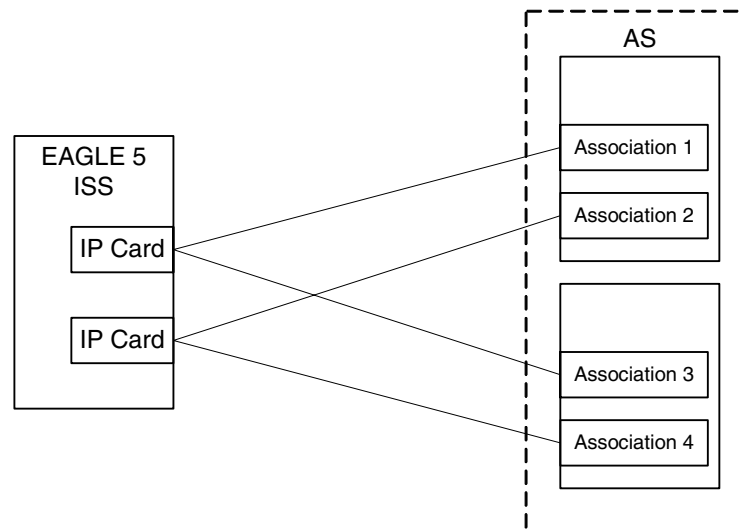 EAGLE 5
ISS
IP Card
IP Card
AS
Association 1
Association 2
Association 3
Association 4